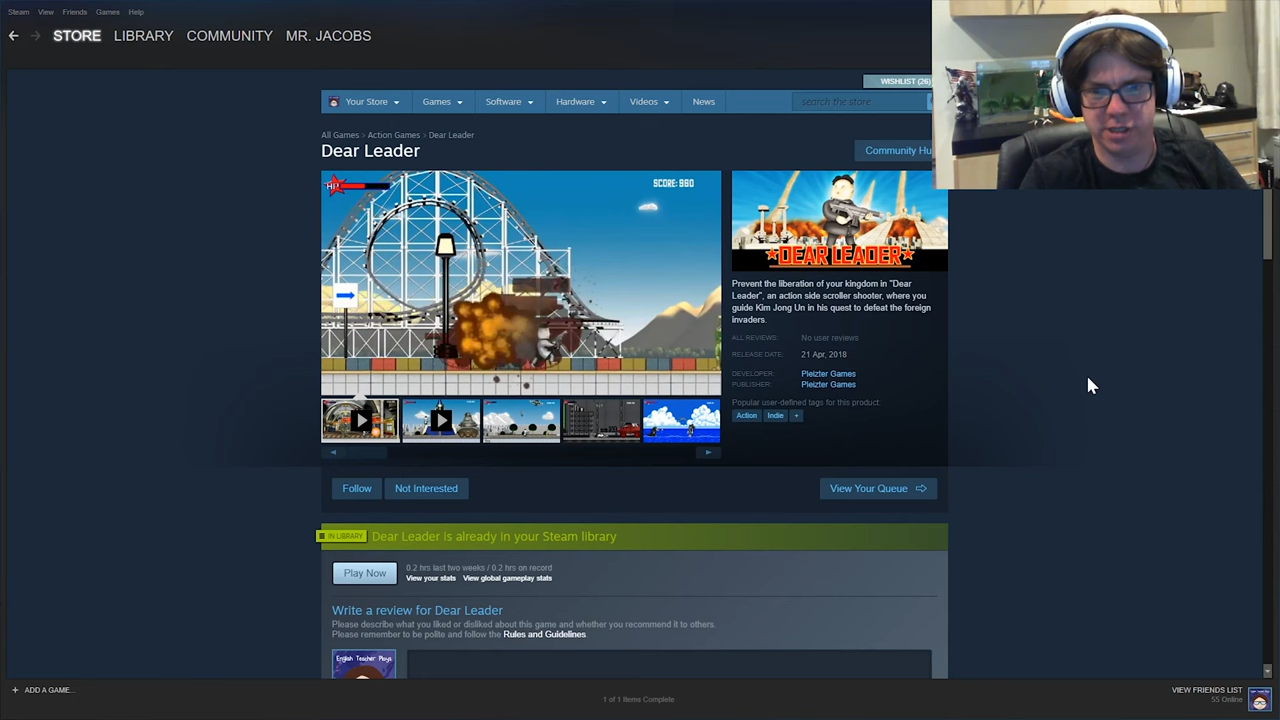 Steam View Friends Games Help
STORE LIBRARY COMMUNITY MR. JACOBS
WISHLIST (26)
Your Store Games Software Hardware Videos News search the store
All Games > Action Games > Dear Leader
Dear Leader
Community Hu
HP
SCORE: 960
★DEAR LEADER★
Prevent the liberation of your kingdom in "Dear
Leader", an action side scroller shooter, where you
guide Kim Jong Un in his quest to defeat the foreign
invaders.
ALL REVIEWS: No user reviews
RELEASE DATE: 21 Apr, 2018
DEVELOPER: Pleizter Games
PUBLISHER: Pleizter Games
Popular user-defined tags for this product:
Action Indie +
Follow Not Interested
View Your Queue
IN LIBRARY Dear Leader is already in your Steam library
Play Now
0.2 hrs last two weeks / 0.2 hrs on record
View your stats View global gameplay stats
Write a review for Dear Leader
Please describe what you liked or disliked about this game and whether you recommend it to others.
Please remember to be polite and follow the Rules and Guidelines
English Teacher Plays
+ ADD A GAME...
1 of 1 Items Complete
VIEW FRIENDS LIST
55 Online